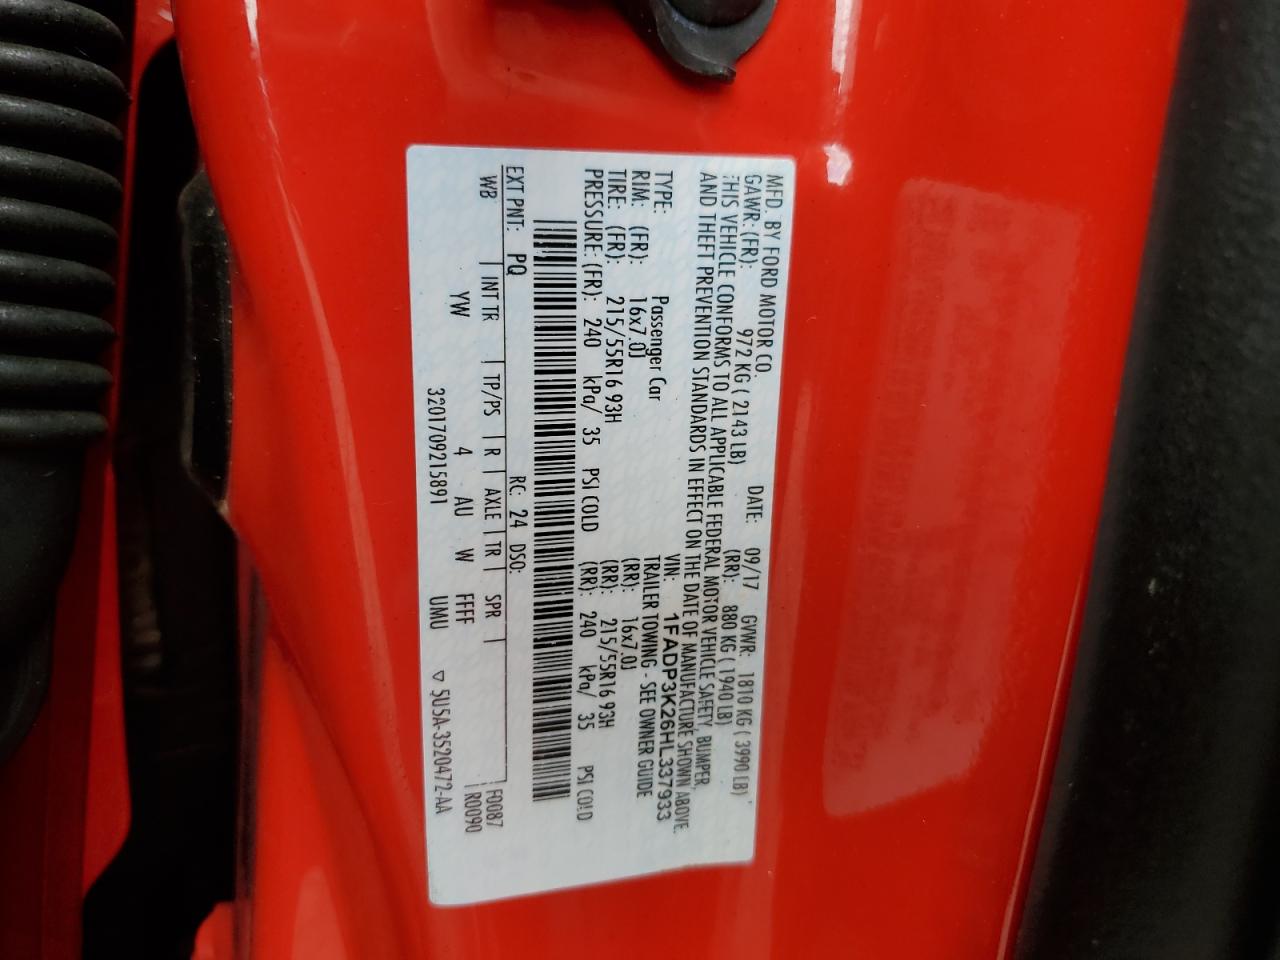 MFD. BY FORD MOTOR CO. DATE: 09/17 GVWR: 1810 KG ( 3990 LB)
GAWR: (FR): 972 KG ( 2143 LB) (RR): 880 KG ( 1940 LB)
THIS VEHICLE CONFORMS TO ALL APPLICABLE FEDERAL MOTOR VEHICLE SAFETY, BUMPER,
AND THEFT PREVENTION STANDARDS IN EFFECT ON THE DATE OF MANUFACTURE SHOWN ABOVE.
VIN: 1FADP3K26HL337933
TYPE: Passenger Car TRAILER TOWING - SEE OWNER GUIDE
RIM: (FR): 16x7.0J (RR): 16x7.0J
TIRE: (FR): 215/55R16 93H (RR): 215/55R16 93H
PRESSURE: (FR): 240 kPa/ 35 PSI COLD (RR): 240 kPa/ 35 PSI COLD
EXT PNT: PQ RC: 24 DSO: F0087
WB INT TR TP/PS R AXLE TR SPR R0090
YW 4 AU W FFFF
3201709215891 UMU ▽ 5U5A-3520472-AA